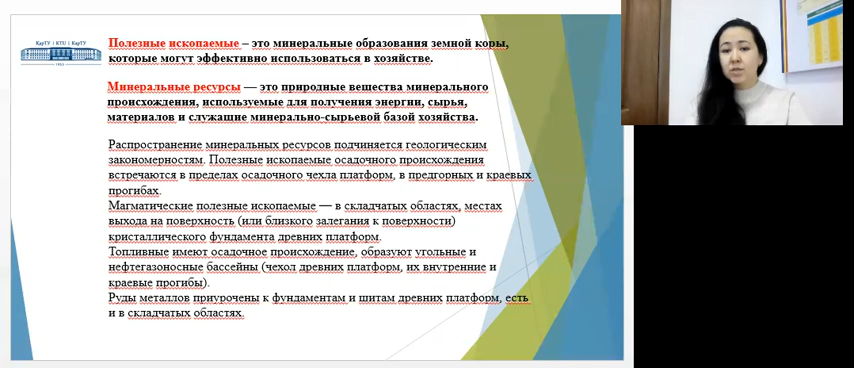 КарТУ | KTU | КарТУ
1953
Полезные ископаемые – это минеральные образования земной коры,
которые могут эффективно использоваться в хозяйстве.
Минеральные ресурсы — это природные вещества минерального
происхождения, используемые для получения энергии, сырья,
материалов и служащие минерально-сырьевой базой хозяйства.
Распространение минеральных ресурсов подчиняется геологическим
закономерностям. Полезные ископаемые осадочного происхождения
встречаются в пределах осадочного чехла платформ, в предгорных и краевых
прогибах.
Магматические полезные ископаемые — в складчатых областях, местах
выхода на поверхность (или близкого залегания к поверхности)
кристаллического фундамента древних платформ.
Топливные имеют осадочное происхождение, образуют угольные и
нефтегазоносные бассейны (чехол древних платформ, их внутренние и
краевые прогибы).
Руды металлов приурочены к фундаментам и щитам древних платформ, есть
и в складчатых областях.